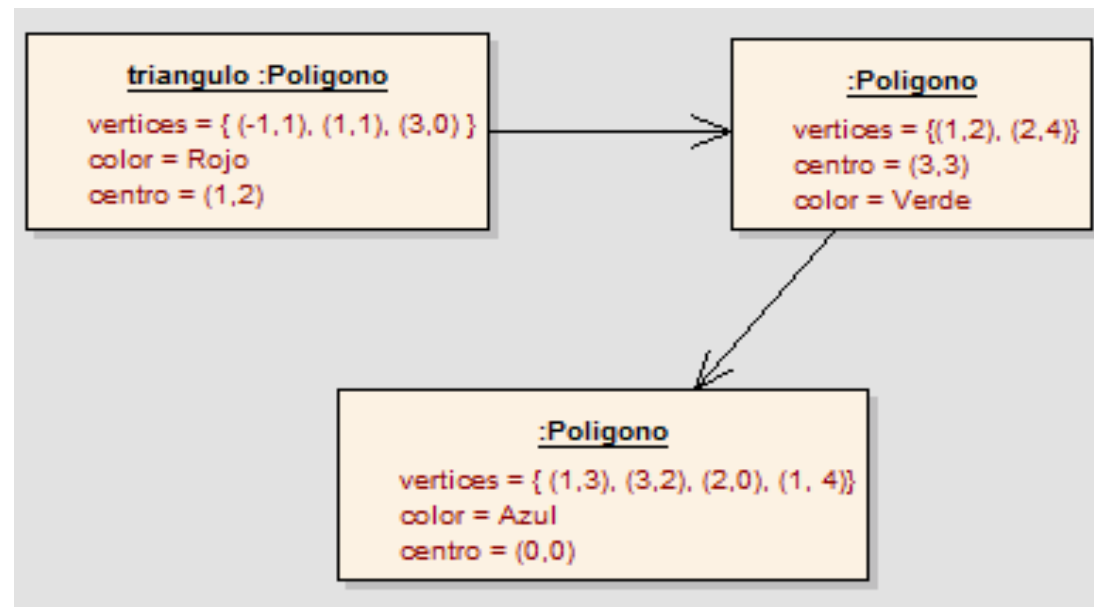 triangulo :Poligono
vertices = { (-1,1), (1,1), (3,0) }
color = Rojo
centro = (1,2)
:Poligono
vertices = {(1,2), (2,4)}
centro = (3,3)
color = Verde
:Poligono
vertices = { (1,3), (3,2), (2,0), (1, 4)}
color = Azul
centro = (0,0)